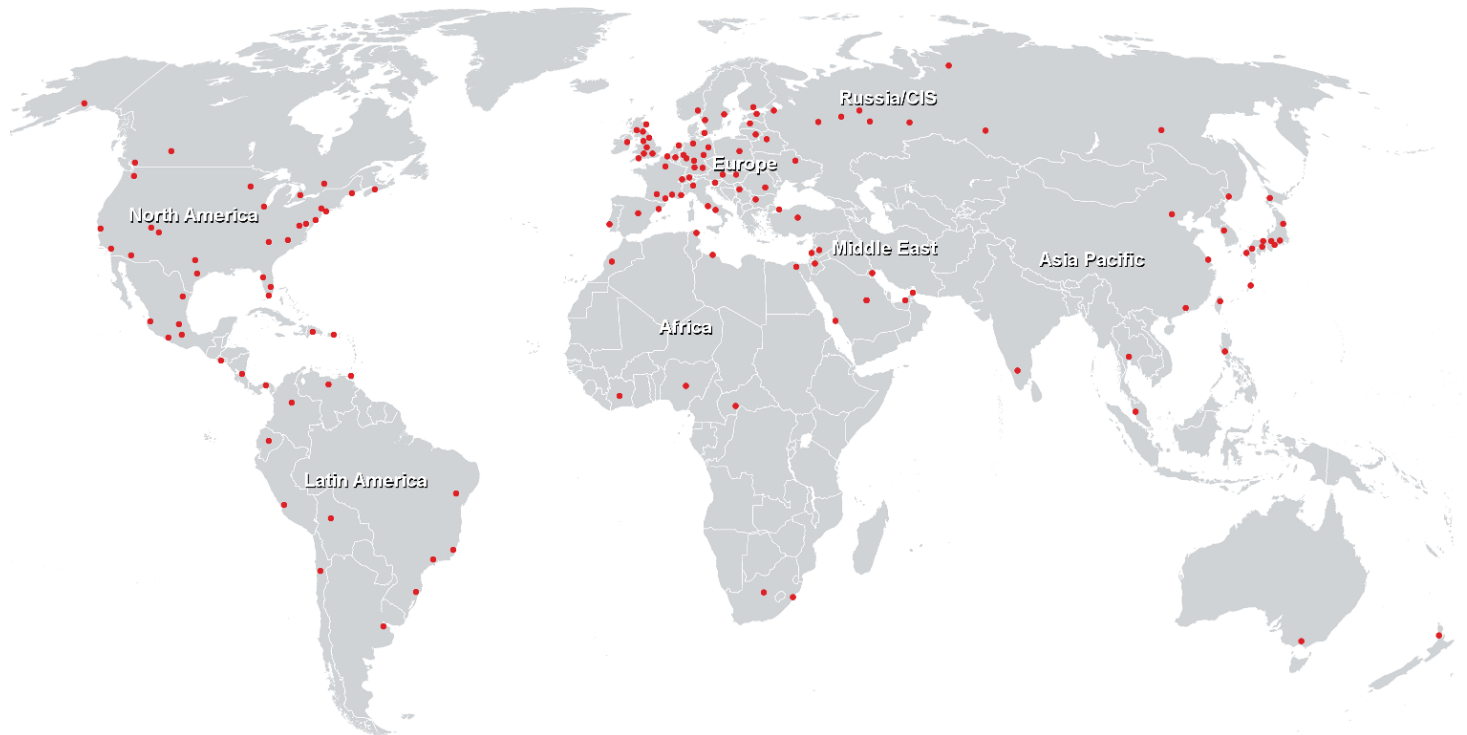 Russia/CIS
Europe
North America
Middle East
Asia Pacific
Africa
Latin America